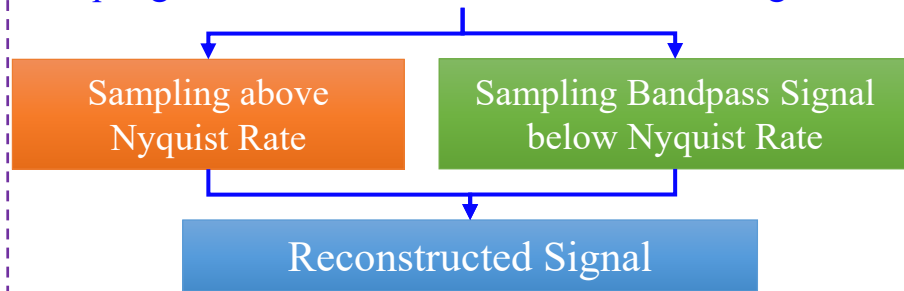 Sampling above
Nyquist Rate
Sampling Bandpass Signal
below Nyquist Rate
Reconstructed Signal